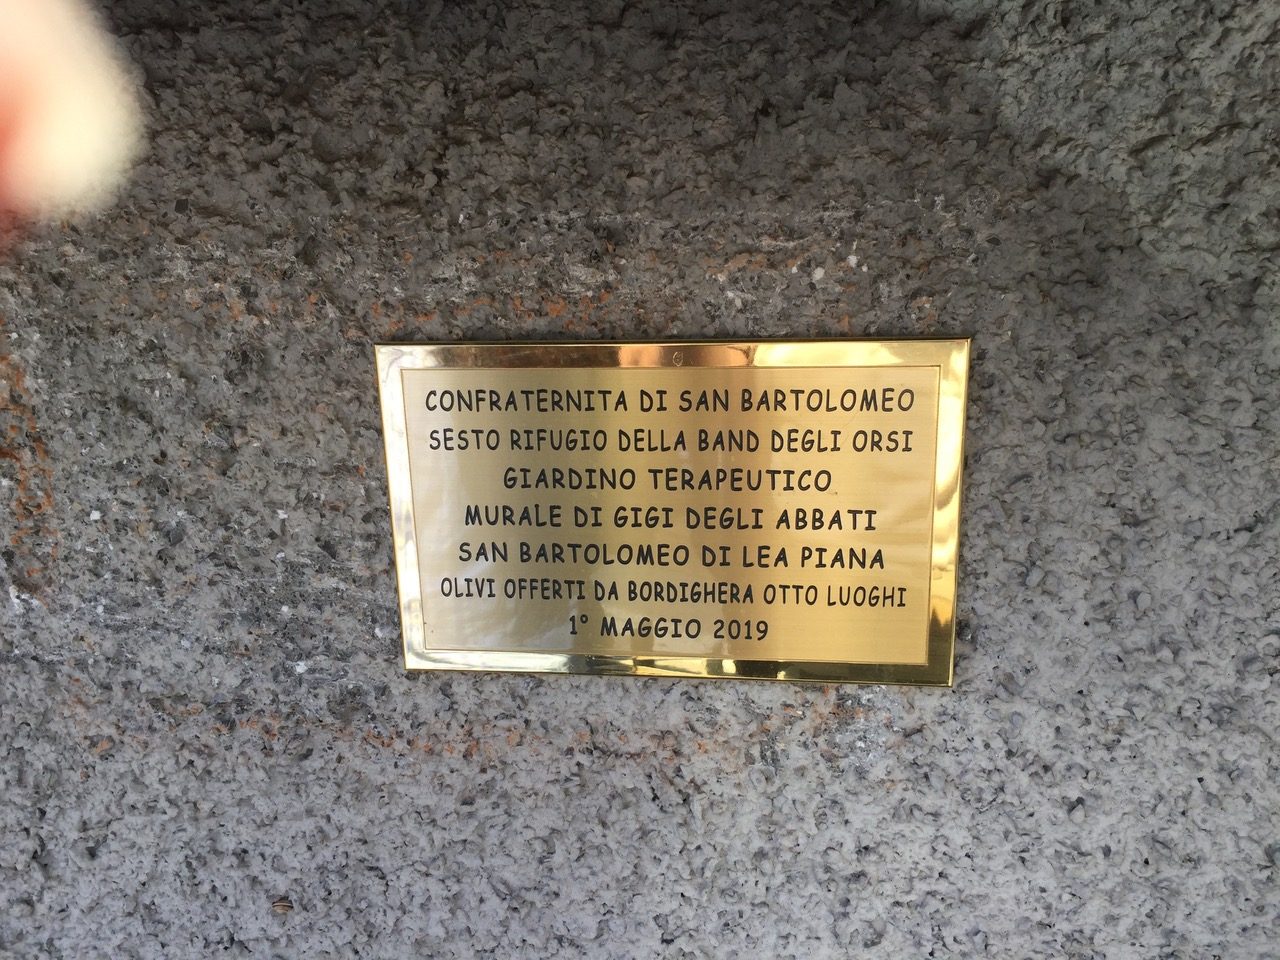 CONFRATERNITA DI SAN BARTOLOMEO
SESTO RIFUGIO DELLA BAND DEGLI ORSI
GIARDINO TERAPEUTICO
MURALE DI GIGI DEGLI ABBATI
SAN BARTOLOMEO DI LEA PIANA
OLIVI OFFERTI DA BORDIGHERA OTTO LUOGHI
1° MAGGIO 2019